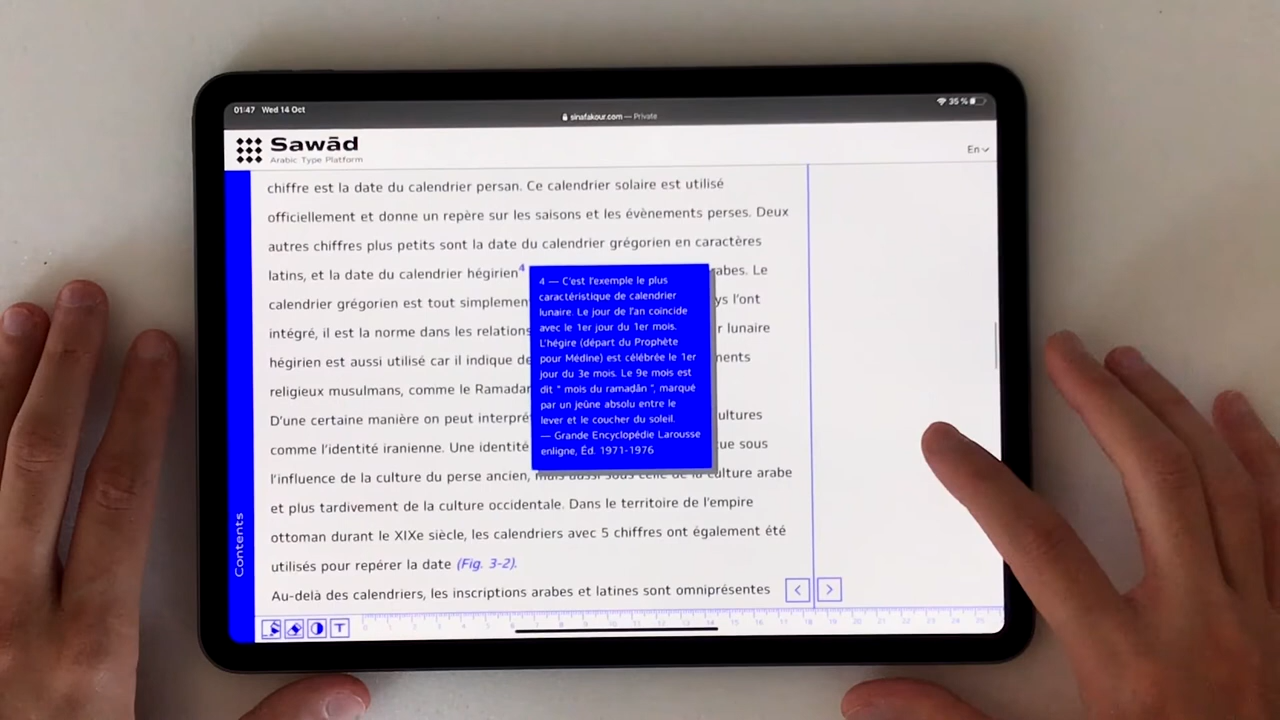 01:47 Wed 14 Oct
sinafakour.com — Private
35 %
Sawād
Arabic Type Platform
En
chiffre est la date du calendrier persan. Ce calendrier solaire est utilisé
officiellement et donne un repère sur les saisons et les évènements perses. Deux
autres chiffres plus petits sont la date du calendrier grégorien en caractères
latins, et la date du calendrier hégirien4 abes. Le
calendrier grégorien est tout simplemen ys l'ont
intégré, il est la norme dans les relations r lunaire
hégirien est aussi utilisé car il indique de ments
religieux musulmans, comme le Ramadan
D'une certaine manière on peut interpré ultures
comme l'identité iranienne. Une identité ue sous
l'influence de la culture du perse ancien, mais aussi sous celle de la culture arabe
et plus tardivement de la culture occidentale. Dans le territoire de l'empire
ottoman durant le XIXe siècle, les calendriers avec 5 chiffres ont également été
utilisés pour repérer la date (Fig. 3-2).
Au-delà des calendriers, les inscriptions arabes et latines sont omniprésentes
4 — C'est l'exemple le plus
caractéristique de calendrier
lunaire. Le jour de l'an coïncide
avec le 1er jour du 1er mois.
L'hégire (départ du Prophète
pour Médine) est célébrée le 1er
jour du 3e mois. Le 9e mois est
dit " mois du ramaḍân ", marqué
par un jeûne absolu entre le
lever et le coucher du soleil.
— Grande Encyclopédie Larousse
enligne, Éd. 1971-1976
Contents
< >
T